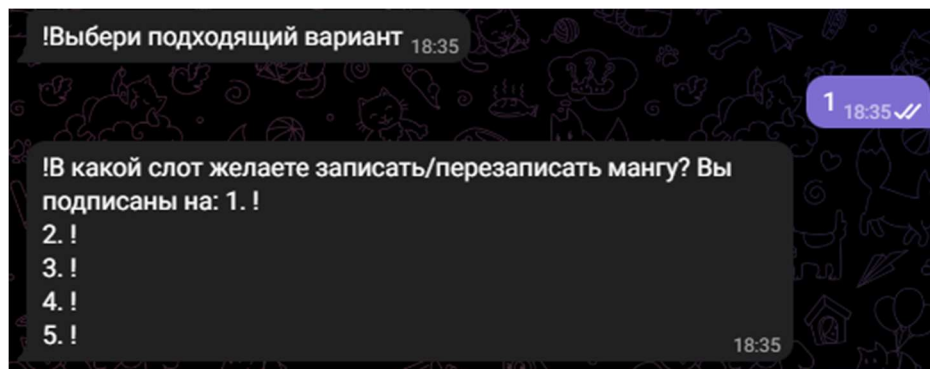 !Выбери подходящий вариант 18:35
1 18:35
!В какой слот желаете записать/перезаписать мангу? Вы
подписаны на: 1. !
2. !
3. !
4. !
5. !
18:35